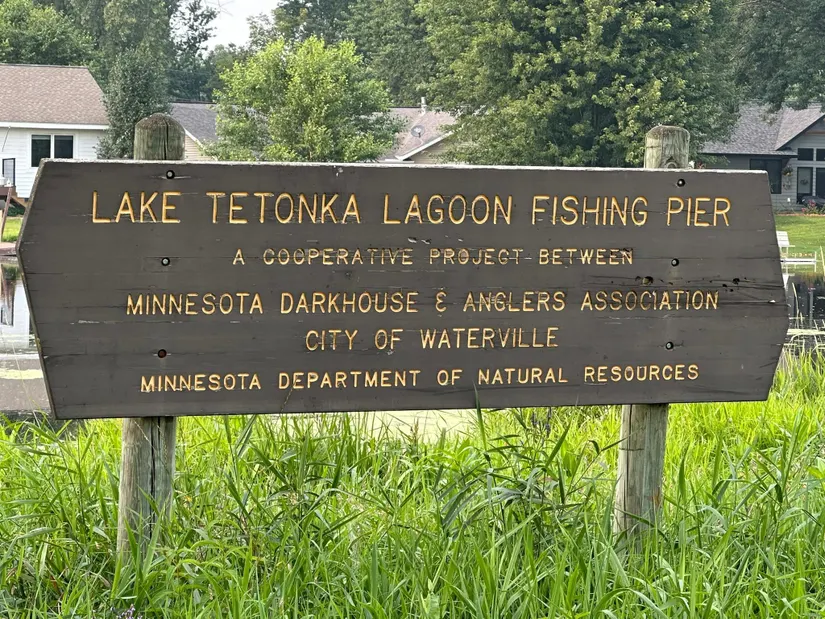 LAKE TETONKA LAGOON FISHING PIER
A COOPERATIVE PROJECT BETWEEN
MINNESOTA DARKHOUSE & ANGLERS ASSOCIATION
CITY OF WATERVILLE
MINNESOTA DEPARTMENT OF NATURAL RESOURCES